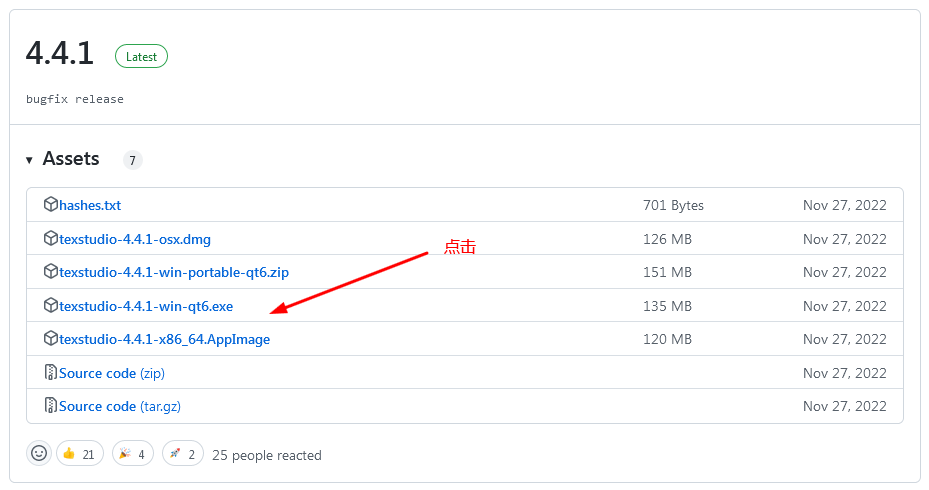 4.4.1 Latest
bugfix release
Assets 7
hashes.txt 701 Bytes Nov 27, 2022
texstudio-4.4.1-osx.dmg 126 MB Nov 27, 2022
点击
texstudio-4.4.1-win-portable-qt6.zip 151 MB Nov 27, 2022
texstudio-4.4.1-win-qt6.exe 135 MB Nov 27, 2022
texstudio-4.4.1-x86_64.AppImage 120 MB Nov 27, 2022
Source code (zip) Nov 27, 2022
Source code (tar.gz) Nov 27, 2022
21 4 2 25 people reacted